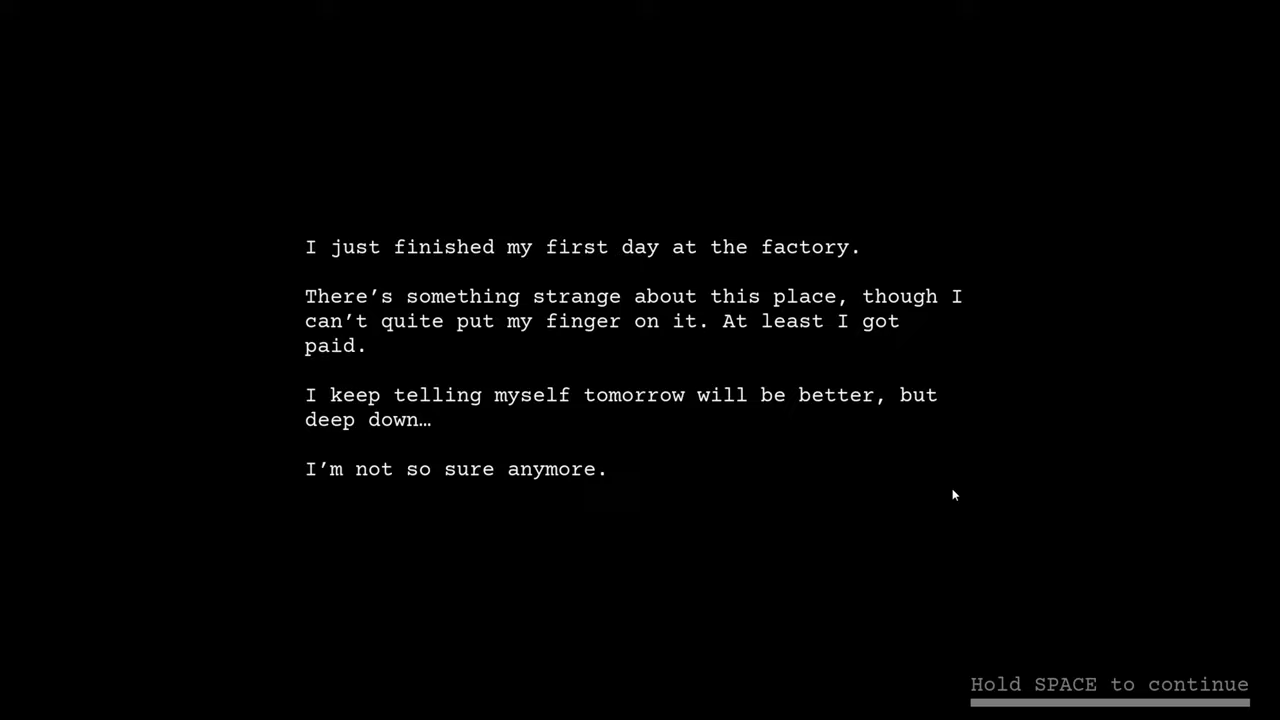 I just finished my first day at the factory.
There’s something strange about this place, though I
can’t quite put my finger on it. At least I got
paid.
I keep telling myself tomorrow will be better, but
deep down…
I’m not so sure anymore.
Hold SPACE to continue